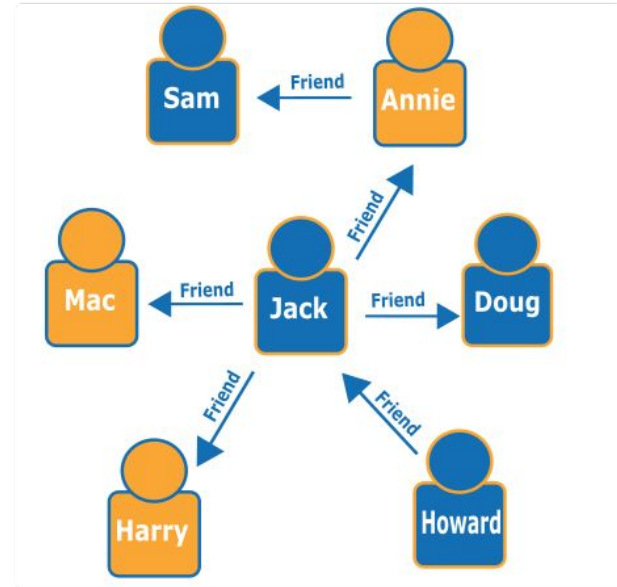 Sam
Friend
Annie
Friend
Mac
Friend
Jack
Friend
Doug
Friend
Friend
Harry
Howard